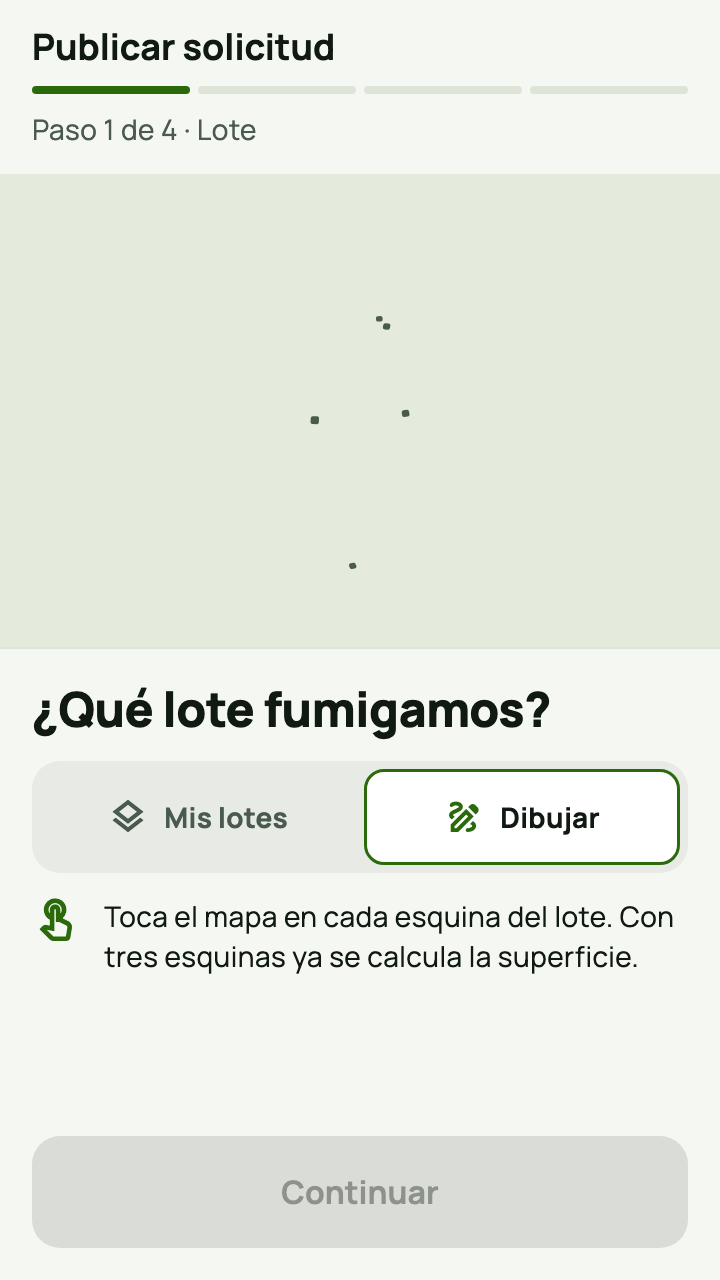 Publicar solicitud
Paso 1 de 4 · Lote
¿Qué lote fumigamos?
Mis lotes
Dibujar
Toca el mapa en cada esquina del lote. Con
tres esquinas ya se calcula la superficie.
Continuar